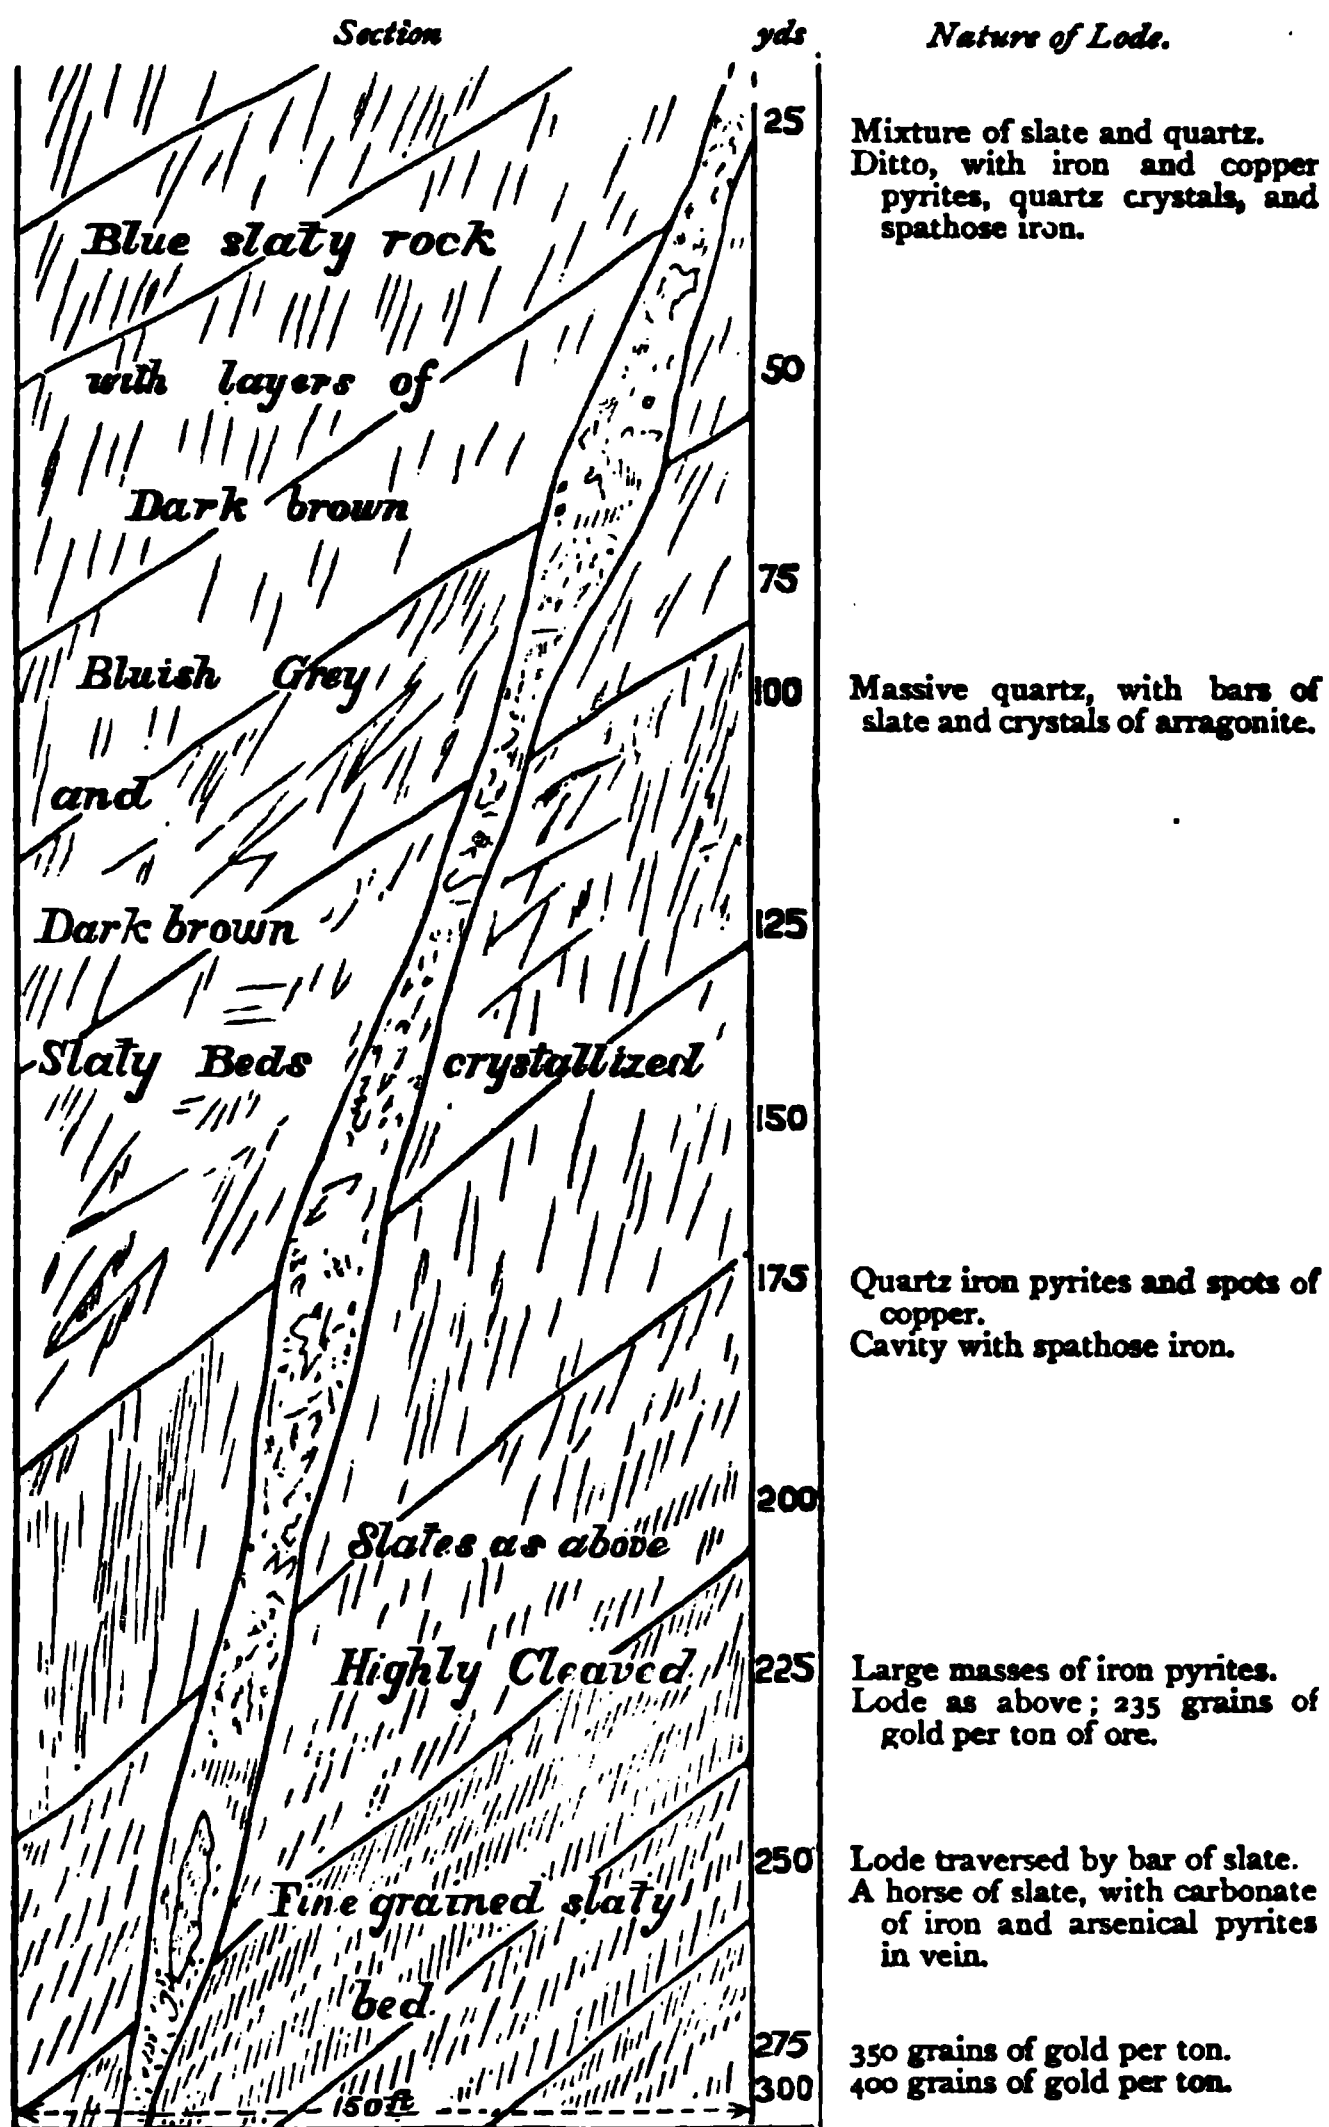 Section yds Nature of Lode.
25 Mixture of slate and quartz.
Ditto, with iron and copper
pyrites, quartz crystals, and
spathose iron.
Blue slaty rock
50
with layers of
Dark brown
75
Bluish Grey
100 Massive quartz, with bars of
slate and crystals of arragonite.
and
Dark brown 125
Slaty Beds crystallized
150
175 Quartz iron pyrites and spots of
copper.
Cavity with spathose iron.
200
Slates as above
Highly Cleaved 225 Large masses of iron pyrites.
Lode as above; 235 grains of
gold per ton of ore.
250 Lode traversed by bar of slate.
Fine grained slaty A horse of slate, with carbonate
of iron and arsenical pyrites
in vein.
bed
275 350 grains of gold per ton.
300 400 grains of gold per ton.
150 ft